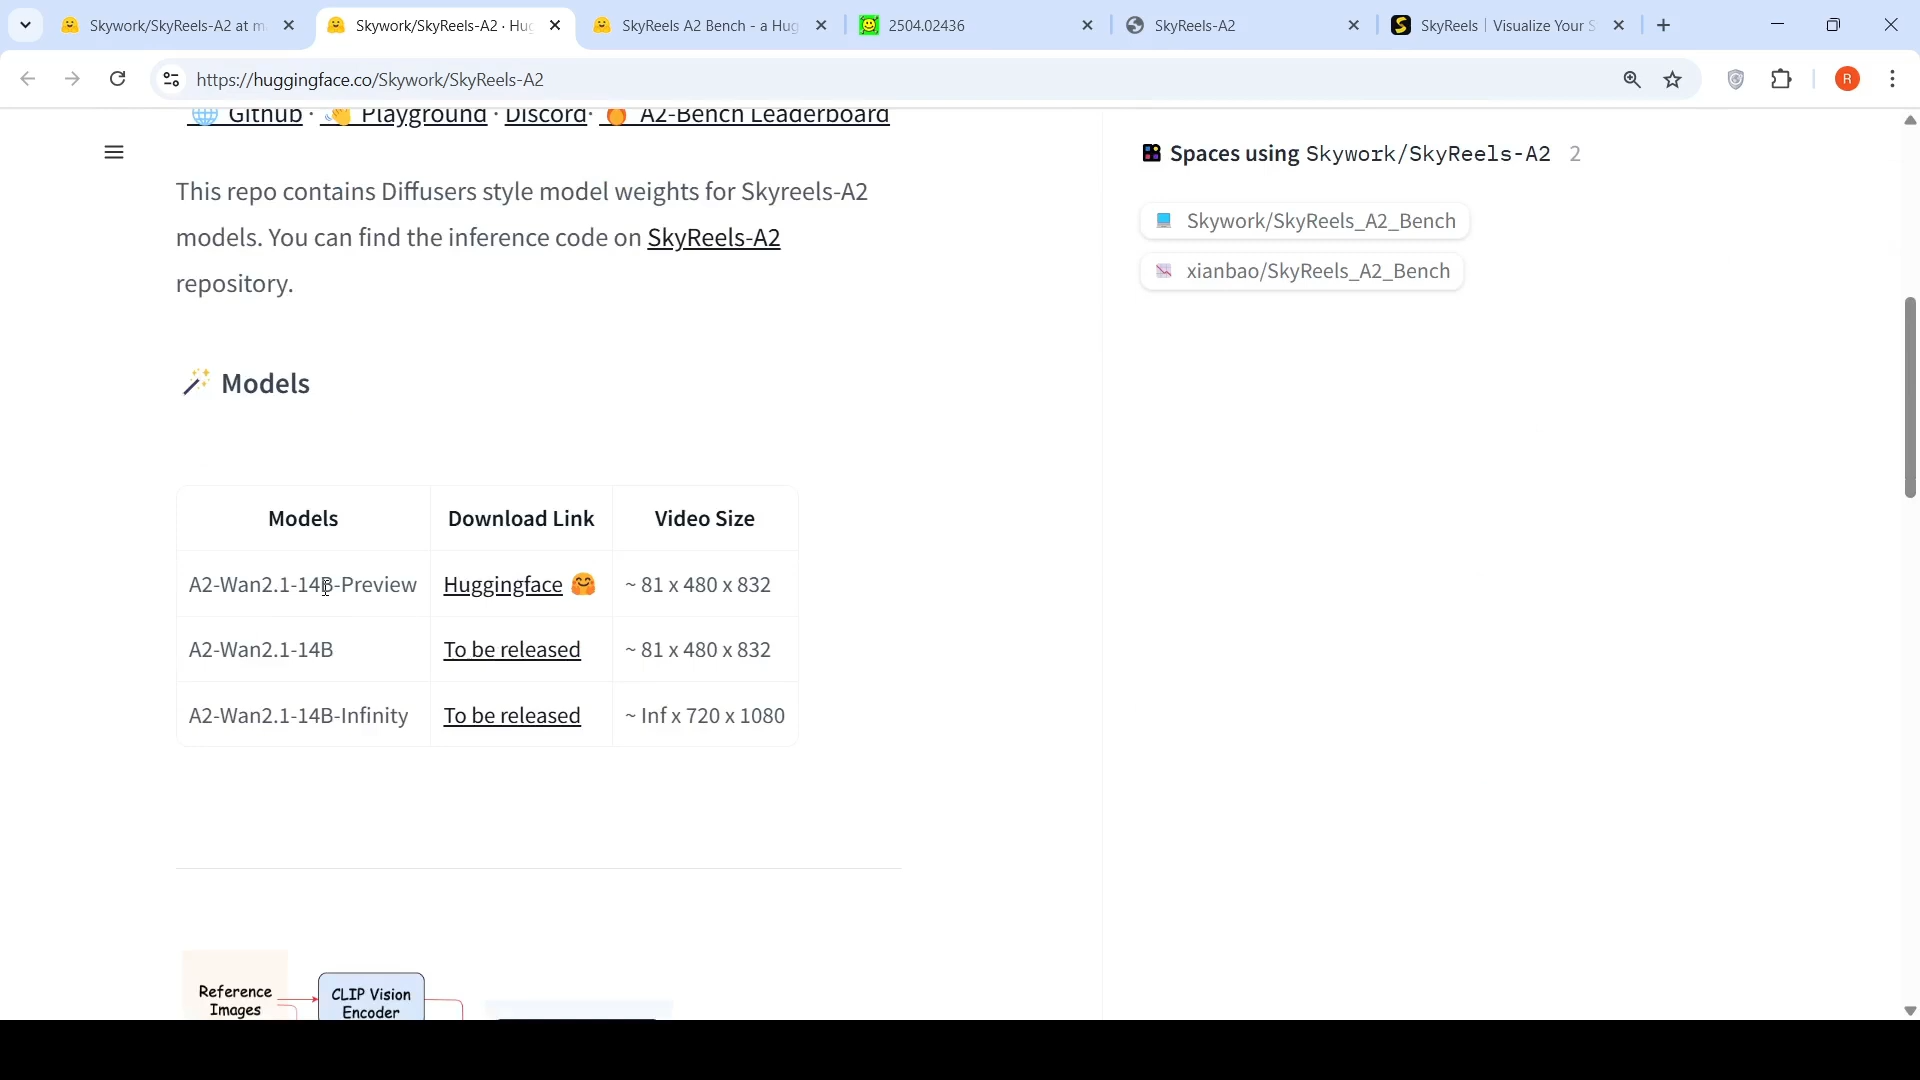 Skywork/SkyReels-A2 at m
Skywork/SkyReels-A2 · Hug
SkyReels A2 Bench - a Hug
2504.02436
SkyReels-A2
SkyReels | Visualize Your S
https://huggingface.co/Skywork/SkyReels-A2
R
Github · Playground · Discord· A2-Bench Leaderboard
This repo contains Diffusers style model weights for Skyreels-A2
models. You can find the inference code on SkyReels-A2
repository.
Models
Models Download Link Video Size
A2-Wan2.1-14B-Preview Huggingface 🤗 ~ 81 x 480 x 832
A2-Wan2.1-14B To be released ~ 81 x 480 x 832
A2-Wan2.1-14B-Infinity To be released ~ Inf x 720 x 1080
Reference
Images
CLIP Vision
Encoder
Spaces using Skywork/SkyReels-A2 2
Skywork/SkyReels_A2_Bench
xianbao/SkyReels_A2_Bench